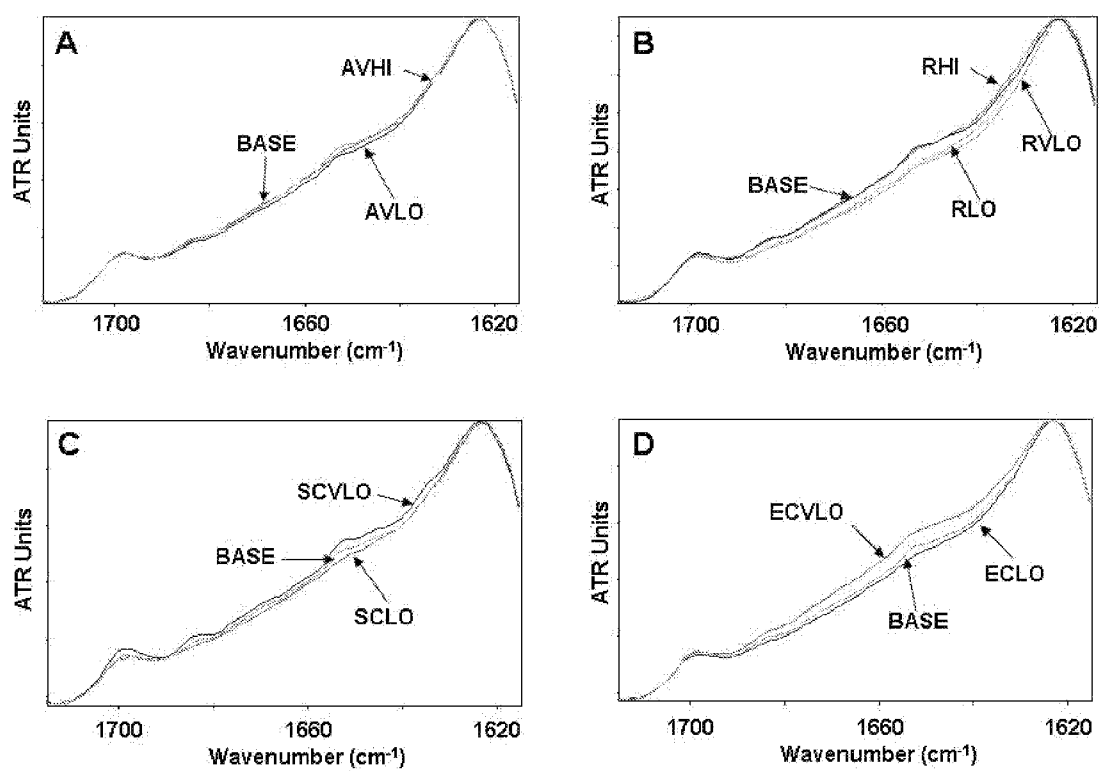 A
AVHI
BASE
AVLO
ATR Units
1700
1660
1620
Wavenumber (cm-1)
B
RHI
RVLO
BASE
RLO
ATR Units
1700
1660
1620
Wavenumber (cm-1)
C
SCVLO
BASE
SCLO
ATR Units
1700
1660
1620
Wavenumber (cm-1)
D
ECVLO
ECLO
BASE
ATR Units
1700
1660
1620
Wavenumber (cm-1)